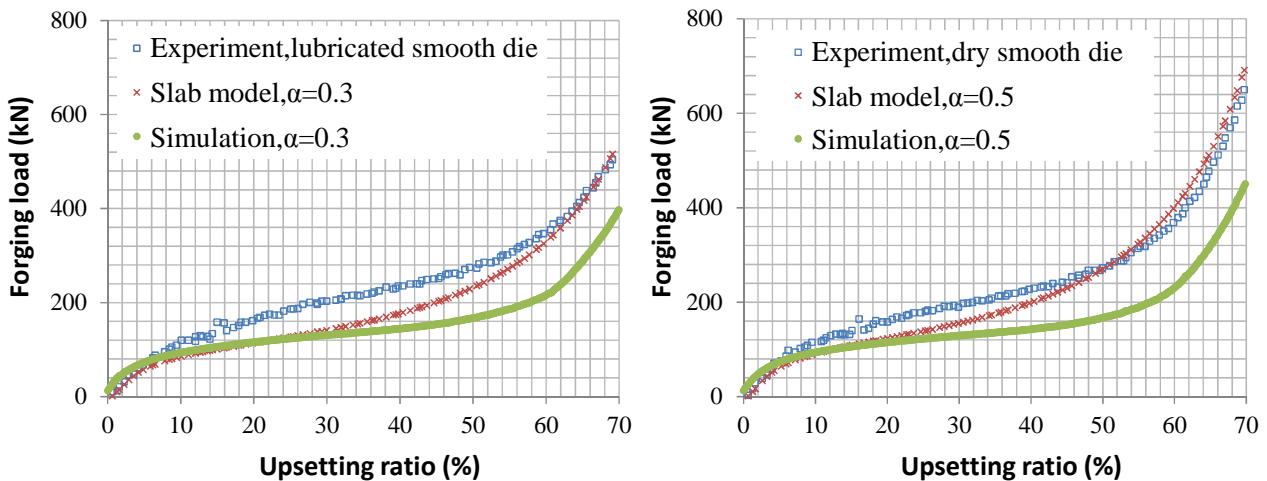 800
600
400
200
0
Forging load (kN)
Experiment,lubricated smooth die
Slab model,α=0.3
Simulation,α=0.3
0 10 20 30 40 50 60 70
Upsetting ratio (%)
800
600
400
200
0
Forging load (kN)
Experiment,dry smooth die
Slab model,α=0.5
Simulation,α=0.5
0 10 20 30 40 50 60 70
Upsetting ratio (%)